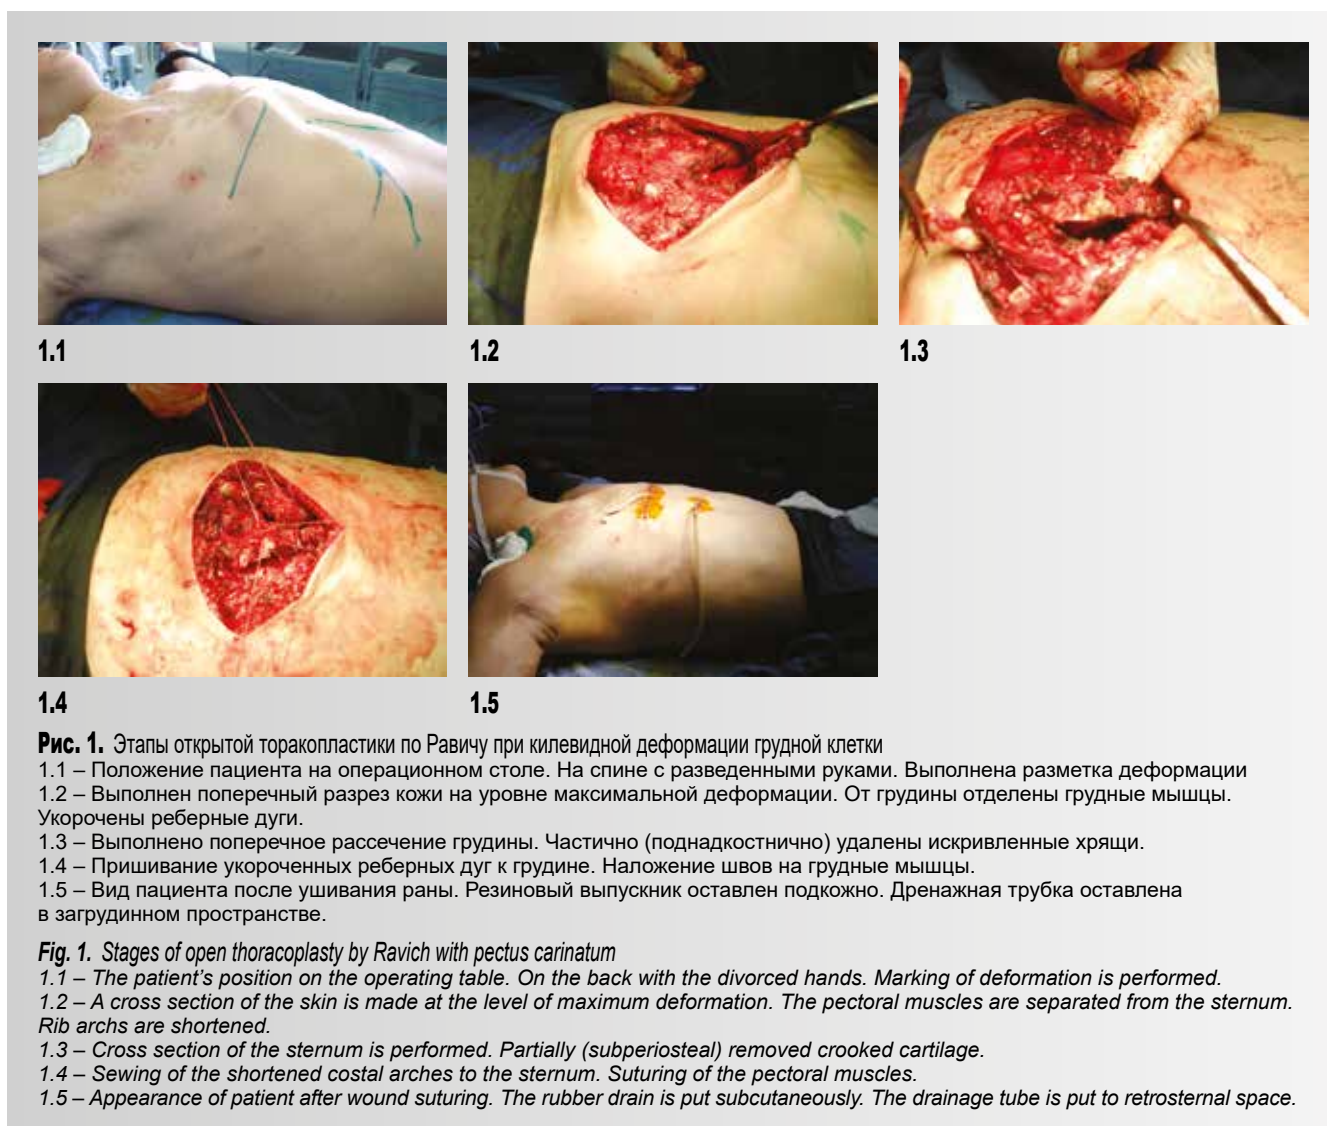 1.1
1.2
1.3
1.4
1.5
Рис. 1. Этапы открытой торакопластики по Равичу при килевидной деформации грудной клетки
1.1 – Положение пациента на операционном столе. На спине с разведенными руками. Выполнена разметка деформации
1.2 – Выполнен поперечный разрез кожи на уровне максимальной деформации. От грудины отделены грудные мышцы.
Укорочены реберные дуги.
1.3 – Выполнено поперечное рассечение грудины. Частично (поднадкостнично) удалены искривленные хрящи.
1.4 – Пришивание укороченных реберных дуг к грудине. Наложение швов на грудные мышцы.
1.5 – Вид пациента после ушивания раны. Резиновый выпускник оставлен подкожно. Дренажная трубка оставлена
в загрудинном пространстве.
Fig. 1. Stages of open thoracoplasty by Ravich with pectus carinatum
1.1 – The patient's position on the operating table. On the back with the divorced hands. Marking of deformation is performed.
1.2 – A cross section of the skin is made at the level of maximum deformation. The pectoral muscles are separated from the sternum.
Rib archs are shortened.
1.3 – Cross section of the sternum is performed. Partially (subperiosteal) removed crooked cartilage.
1.4 – Sewing of the shortened costal arches to the sternum. Suturing of the pectoral muscles.
1.5 – Appearance of patient after wound suturing. The rubber drain is put subcutaneously. The drainage tube is put to retrosternal space.